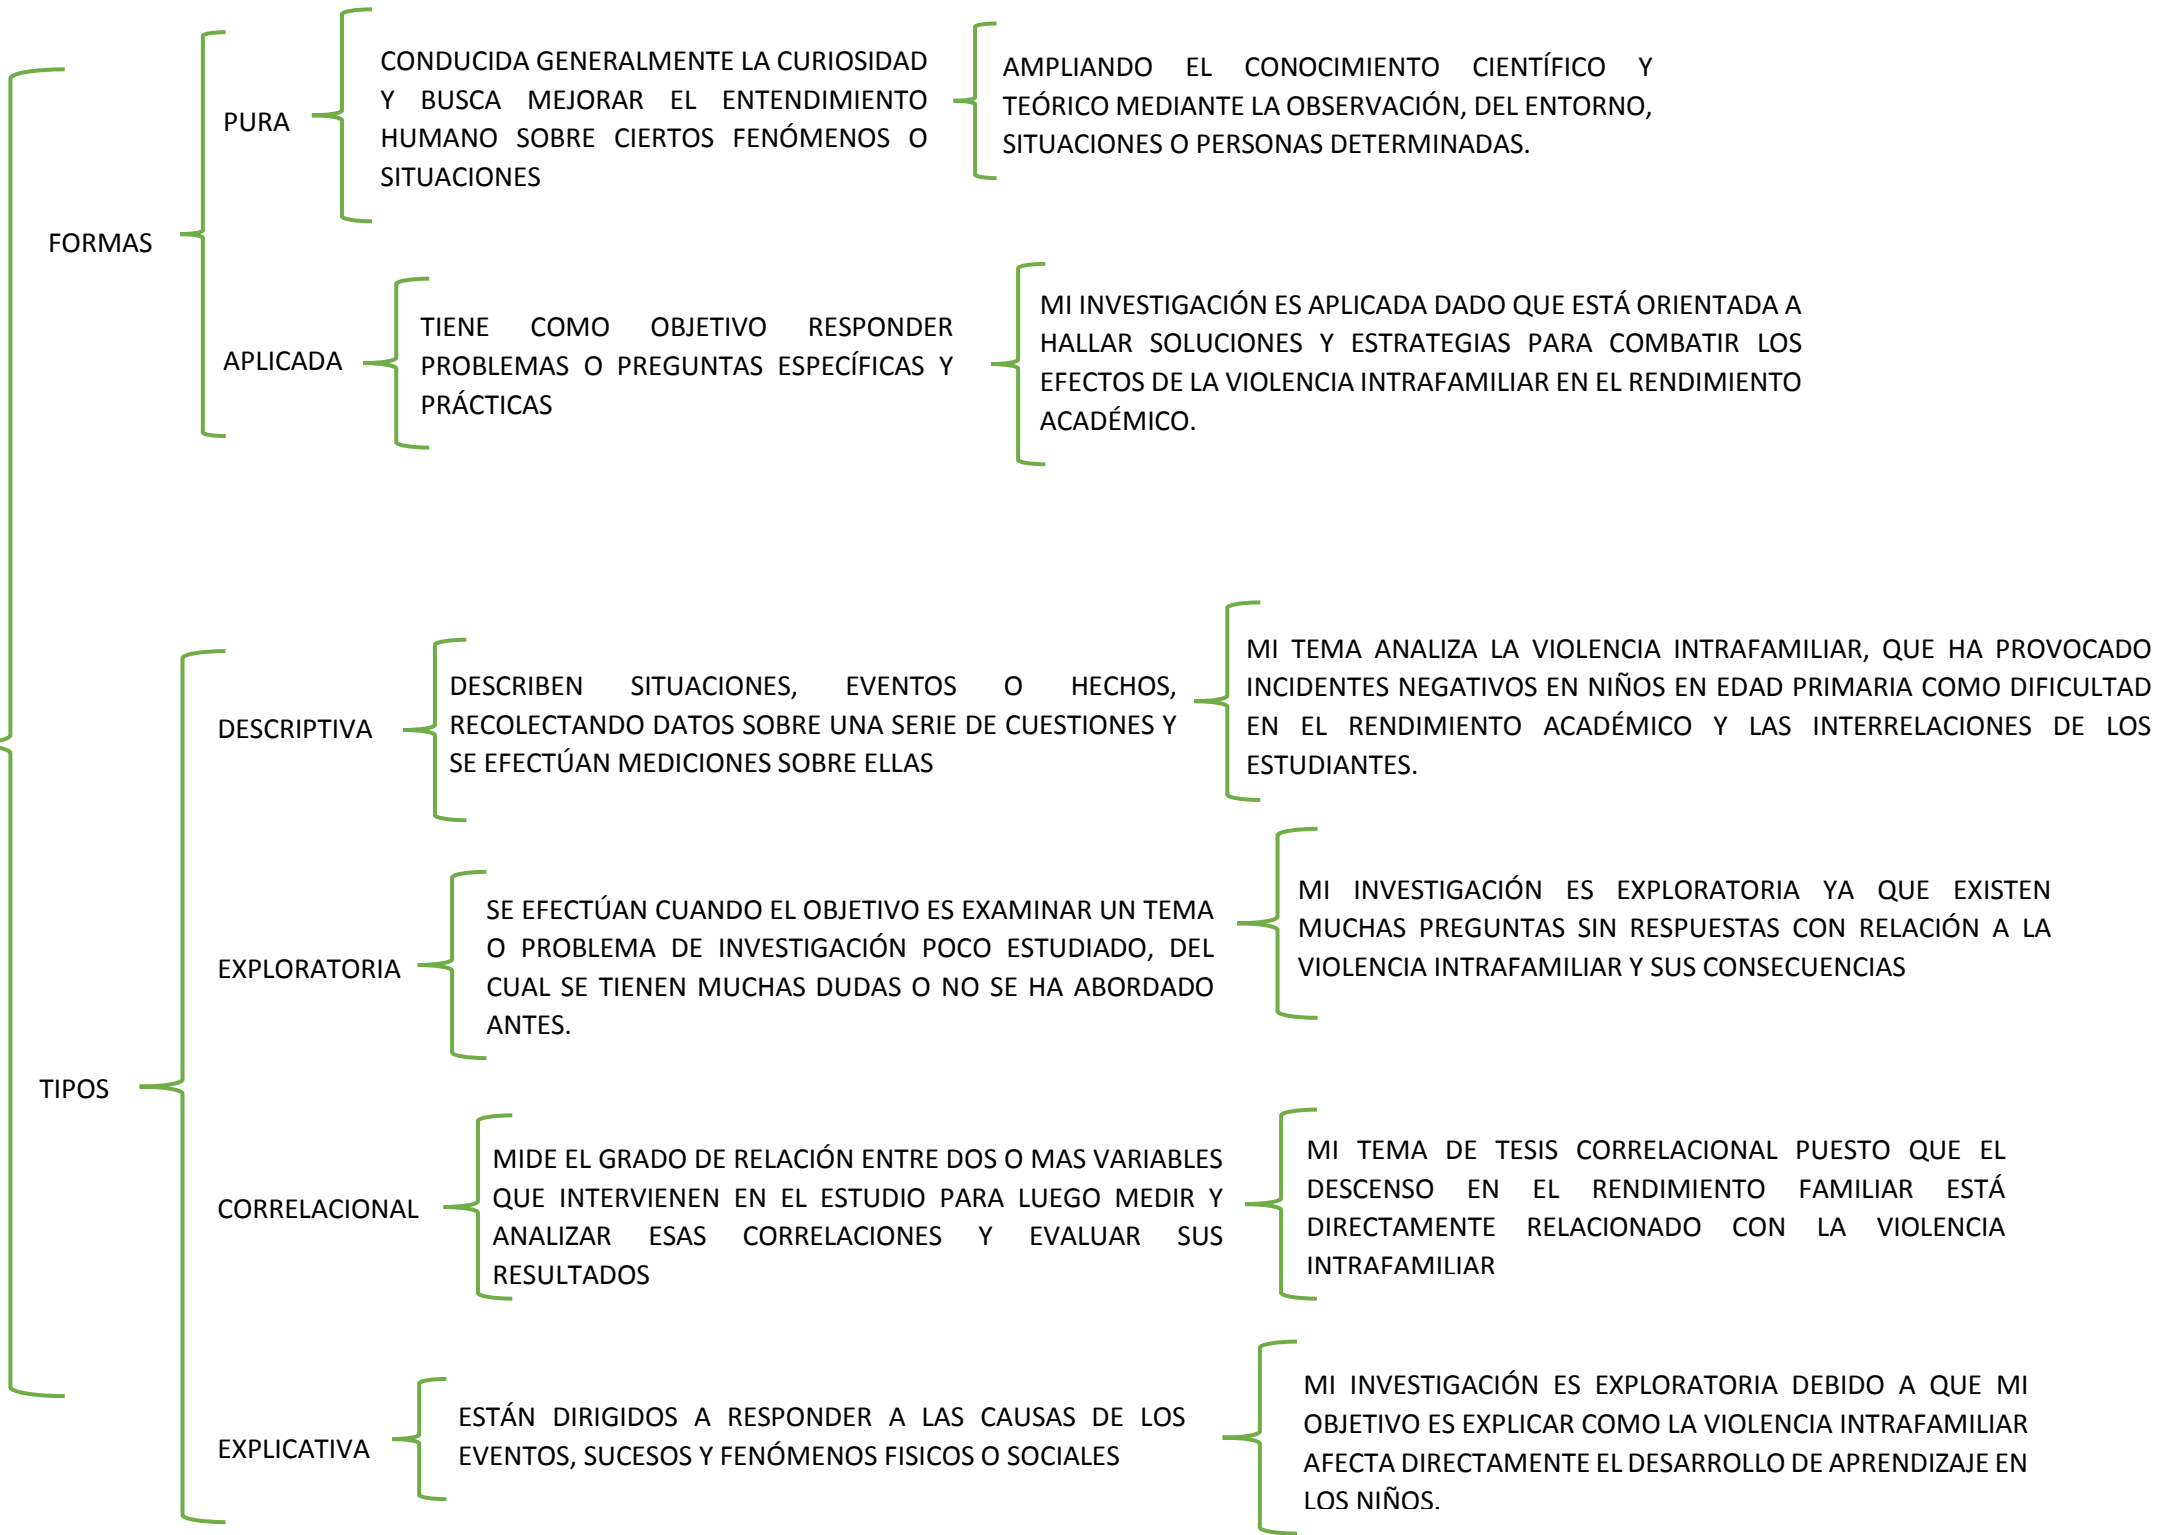 FORMAS
PURA
CONDUCIDA GENERALMENTE LA CURIOSIDAD
Y BUSCA MEJORAR EL ENTENDIMIENTO
HUMANO SOBRE CIERTOS FENÓMENOS O
SITUACIONES
AMPLIANDO EL CONOCIMIENTO CIENTÍFICO Y
TEÓRICO MEDIANTE LA OBSERVACIÓN, DEL ENTORNO,
SITUACIONES O PERSONAS DETERMINADAS.
APLICADA
TIENE COMO OBJETIVO RESPONDER
PROBLEMAS O PREGUNTAS ESPECÍFICAS Y
PRÁCTICAS
MI INVESTIGACIÓN ES APLICADA DADO QUE ESTÁ ORIENTADA A
HALLAR SOLUCIONES Y ESTRATEGIAS PARA COMBATIR LOS
EFECTOS DE LA VIOLENCIA INTRAFAMILIAR EN EL RENDIMIENTO
ACADÉMICO.
TIPOS
DESCRIPTIVA
DESCRIBEN SITUACIONES, EVENTOS O HECHOS,
RECOLECTANDO DATOS SOBRE UNA SERIE DE CUESTIONES Y
SE EFECTÚAN MEDICIONES SOBRE ELLAS
MI TEMA ANALIZA LA VIOLENCIA INTRAFAMILIAR, QUE HA PROVOCADO
INCIDENTES NEGATIVOS EN NIÑOS EN EDAD PRIMARIA COMO DIFICULTAD
EN EL RENDIMIENTO ACADÉMICO Y LAS INTERRELACIONES DE LOS
ESTUDIANTES.
EXPLORATORIA
SE EFECTÚAN CUANDO EL OBJETIVO ES EXAMINAR UN TEMA
O PROBLEMA DE INVESTIGACIÓN POCO ESTUDIADO, DEL
CUAL SE TIENEN MUCHAS DUDAS O NO SE HA ABORDADO
ANTES.
MI INVESTIGACIÓN ES EXPLORATORIA YA QUE EXISTEN
MUCHAS PREGUNTAS SIN RESPUESTAS CON RELACIÓN A LA
VIOLENCIA INTRAFAMILIAR Y SUS CONSECUENCIAS
CORRELACIONAL
MIDE EL GRADO DE RELACIÓN ENTRE DOS O MAS VARIABLES
QUE INTERVIENEN EN EL ESTUDIO PARA LUEGO MEDIR Y
ANALIZAR ESAS CORRELACIONES Y EVALUAR SUS
RESULTADOS
MI TEMA DE TESIS CORRELACIONAL PUESTO QUE EL
DESCENSO EN EL RENDIMIENTO FAMILIAR ESTÁ
DIRECTAMENTE RELACIONADO CON LA VIOLENCIA
INTRAFAMILIAR
EXPLICATIVA
ESTÁN DIRIGIDOS A RESPONDER A LAS CAUSAS DE LOS
EVENTOS, SUCESOS Y FENÓMENOS FISICOS O SOCIALES
MI INVESTIGACIÓN ES EXPLORATORIA DEBIDO A QUE MI
OBJETIVO ES EXPLICAR COMO LA VIOLENCIA INTRAFAMILIAR
AFECTA DIRECTAMENTE EL DESARROLLO DE APRENDIZAJE EN
LOS NIÑOS.